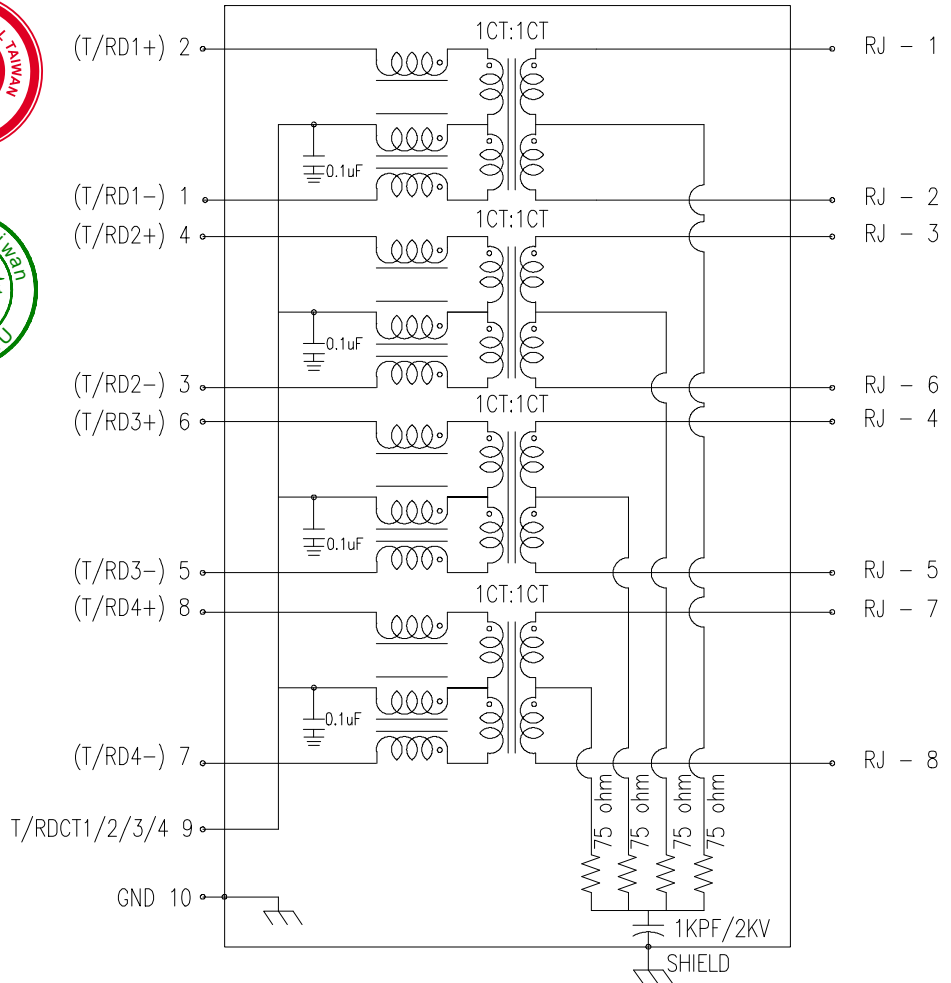 TAIWAN
1CT:1CT
(T/RD1+) 2
RJ - 1
0.1uF
(T/RD1-) 1
RJ - 2
1CT:1CT
(T/RD2+) 4
RJ - 3
0.1uF
(T/RD2-) 3
RJ - 6
1CT:1CT
(T/RD3+) 6
RJ - 4
0.1uF
(T/RD3-) 5
RJ - 5
1CT:1CT
(T/RD4+) 8
RJ - 7
0.1uF
(T/RD4-) 7
RJ - 8
75 ohm
75 ohm
75 ohm
75 ohm
T/RDCT1/2/3/4 9
GND 10
1KPF/2KV
SHIELD